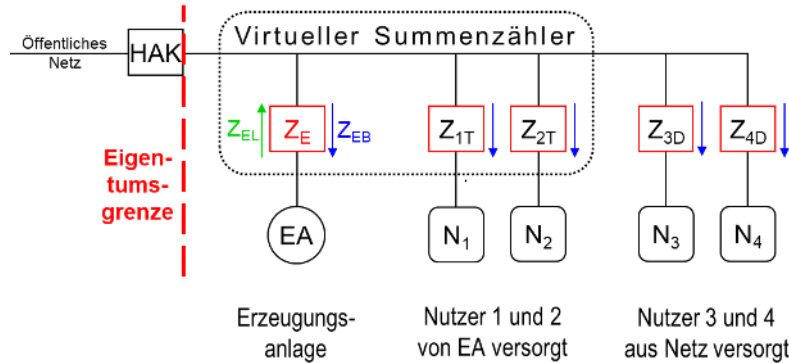 Öffentliches
Netz
HAK
Virtueller Summenzähler
Z_EL
Z_E
Z_EB
Z_1T
Z_2T
Z_3D
Z_4D
Eigen-
tums-
grenze
EA
N_1
N_2
N_3
N_4
Erzeugungs-
anlage
Nutzer 1 und 2
von EA versorgt
Nutzer 3 und 4
aus Netz versorgt